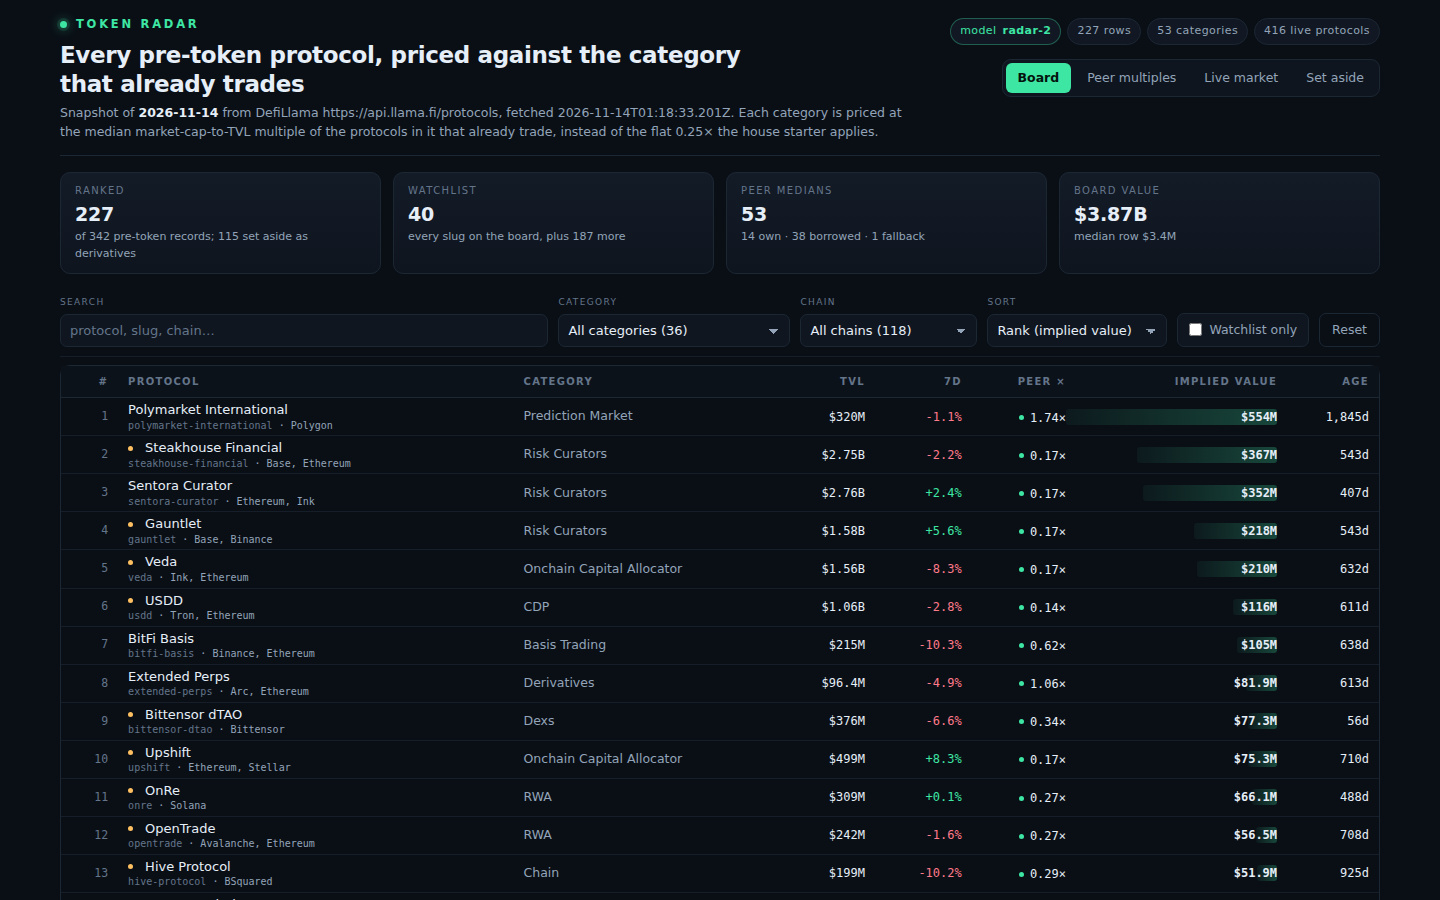 TOKEN RADAR
Every pre-token protocol, priced against the category
that already trades
Snapshot of 2026-11-14 from DefiLlama https://api.llama.fi/protocols, fetched 2026-11-14T01:18:33.201Z. Each category is priced at
the median market-cap-to-TVL multiple of the protocols in it that already trade, instead of the flat 0.25× the house starter applies.
model radar-2 227 rows 53 categories 416 live protocols
Board Peer multiples Live market Set aside
RANKED
227
of 342 pre-token records; 115 set aside as
derivatives
WATCHLIST
40
every slug on the board, plus 187 more
PEER MEDIANS
53
14 own · 38 borrowed · 1 fallback
BOARD VALUE
$3.87B
median row $3.4M
SEARCH CATEGORY CHAIN SORT
protocol, slug, chain… All categories (36) All chains (118) Rank (implied value) Watchlist only Reset
# PROTOCOL CATEGORY TVL 7D PEER × IMPLIED VALUE AGE
1 Polymarket International Prediction Market $320M -1.1% 1.74× $554M 1,845d
polymarket-international · Polygon
2 Steakhouse Financial Risk Curators $2.75B -2.2% 0.17× $367M 543d
steakhouse-financial · Base, Ethereum
3 Sentora Curator Risk Curators $2.76B +2.4% 0.17× $352M 407d
sentora-curator · Ethereum, Ink
4 Gauntlet Risk Curators $1.58B +5.6% 0.17× $218M 543d
gauntlet · Base, Binance
5 Veda Onchain Capital Allocator $1.56B -8.3% 0.17× $210M 632d
veda · Ink, Ethereum
6 USDD CDP $1.06B -2.8% 0.14× $116M 611d
usdd · Tron, Ethereum
7 BitFi Basis Basis Trading $215M -10.3% 0.62× $105M 638d
bitfi-basis · Binance, Ethereum
8 Extended Perps Derivatives $96.4M -4.9% 1.06× $81.9M 613d
extended-perps · Arc, Ethereum
9 Bittensor dTAO Dexs $376M -6.6% 0.34× $77.3M 56d
bittensor-dtao · Bittensor
10 Upshift Onchain Capital Allocator $499M +8.3% 0.17× $75.3M 710d
upshift · Ethereum, Stellar
11 OnRe RWA $309M +0.1% 0.27× $66.1M 488d
onre · Solana
12 OpenTrade RWA $242M -1.6% 0.27× $56.5M 708d
opentrade · Avalanche, Ethereum
13 Hive Protocol Chain $199M -10.2% 0.29× $51.9M 925d
hive-protocol · BSquared